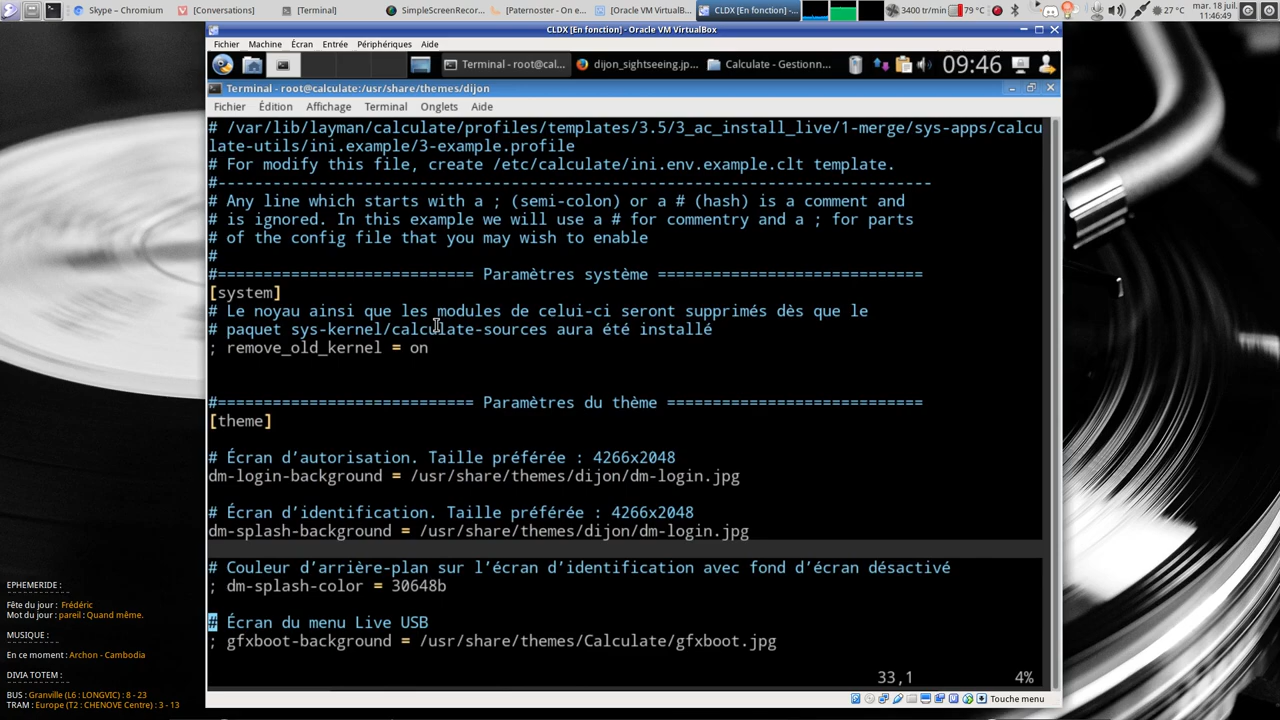 Skype – Chromium
[Conversations]
[Terminal]
SimpleScreenRecor...
[Paternoster - On e...
[Oracle VM VirtualB...
CLDX [En fonction] -...
3400 tr/min
79 °C
27 °C
mar. 18 juil.
11:46:49
CLDX [En fonction] - Oracle VM VirtualBox
Fichier Machine Écran Entrée Périphériques Aide
Terminal - root@cal...
dijon_sightseeing.jp...
Calculate - Gestionn...
09:46
Terminal - root@calculate:/usr/share/themes/dijon
Fichier Édition Affichage Terminal Onglets Aide
# /var/lib/layman/calculate/profiles/templates/3.5/3_ac_install_live/1-merge/sys-apps/calcu
late-utils/ini.example/3-example.profile
# For modify this file, create /etc/calculate/ini.env.example.clt template.
#------------------------------------------------------------------------------
# Any line which starts with a ; (semi-colon) or a # (hash) is a comment and
# is ignored. In this example we will use a # for commentry and a ; for parts
# of the config file that you may wish to enable
#
#============================ Paramètres système =============================
[system]
# Le noyau ainsi que les modules de celui-ci seront supprimés dès que le
# paquet sys-kernel/calculate-sources aura été installé
; remove_old_kernel = on
#============================ Paramètres du thème ============================
[theme]
# Écran d’autorisation. Taille préférée : 4266x2048
dm-login-background = /usr/share/themes/dijon/dm-login.jpg
# Écran d’identification. Taille préférée : 4266x2048
dm-splash-background = /usr/share/themes/dijon/dm-login.jpg
# Couleur d’arrière-plan sur l’écran d’identification avec fond d’écran désactivé
; dm-splash-color = 30648b
# Écran du menu Live USB
; gfxboot-background = /usr/share/themes/Calculate/gfxboot.jpg
33,1 4%
Touche menu
EPHEMERIDE :
Fête du jour : Frédéric
Mot du jour : pareil : Quand même.
MUSIQUE :
En ce moment : Archon - Cambodia
DIVIA TOTEM :
BUS : Granville (L6 : LONGVIC) : 8 - 23
TRAM : Europe (T2 : CHENOVE Centre) : 3 - 13